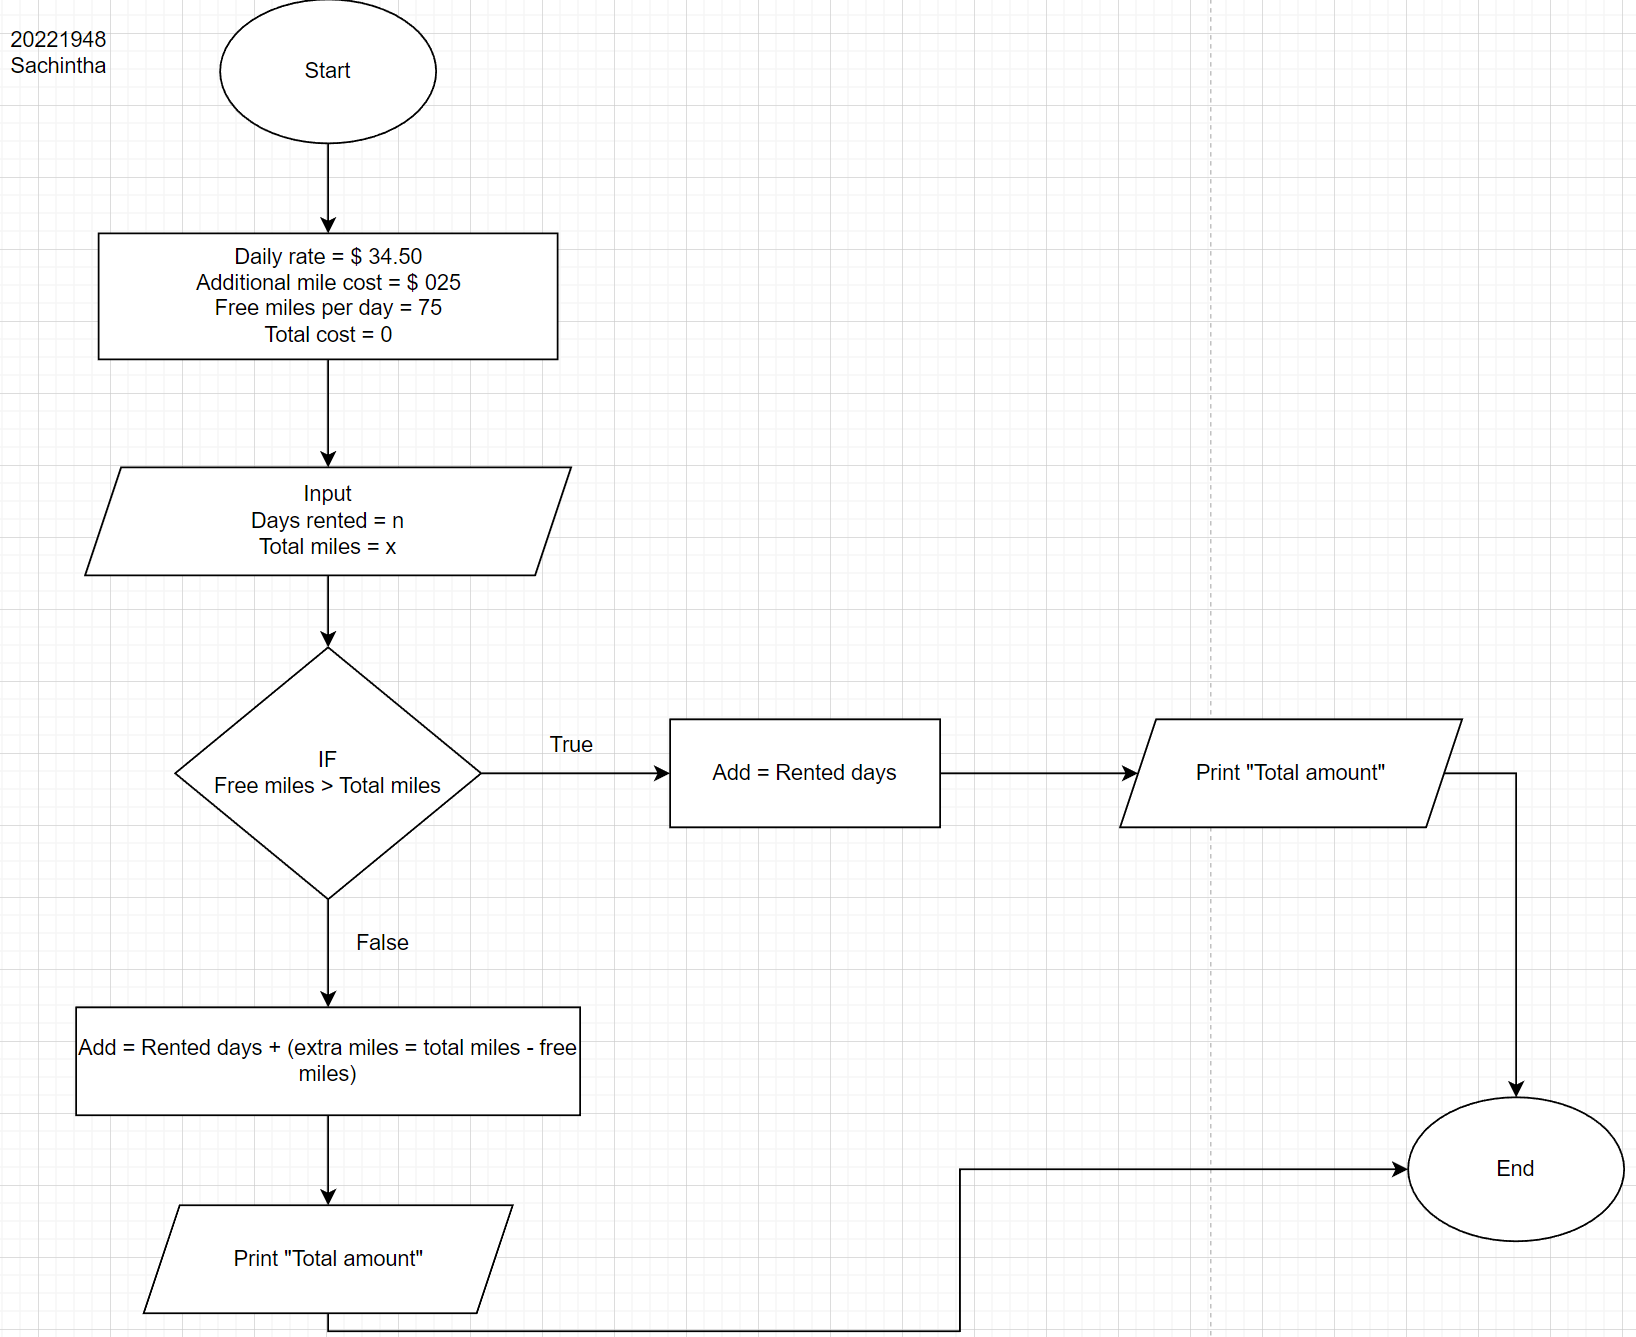 20221948
Sachintha
Start
Daily rate = $ 34.50
Additional mile cost = $ 025
Free miles per day = 75
Total cost = 0
Input
Days rented = n
Total miles = x
IF
Free miles > Total miles
True
Add = Rented days
Print "Total amount"
False
Add = Rented days + (extra miles = total miles - free
miles)
End
Print "Total amount"